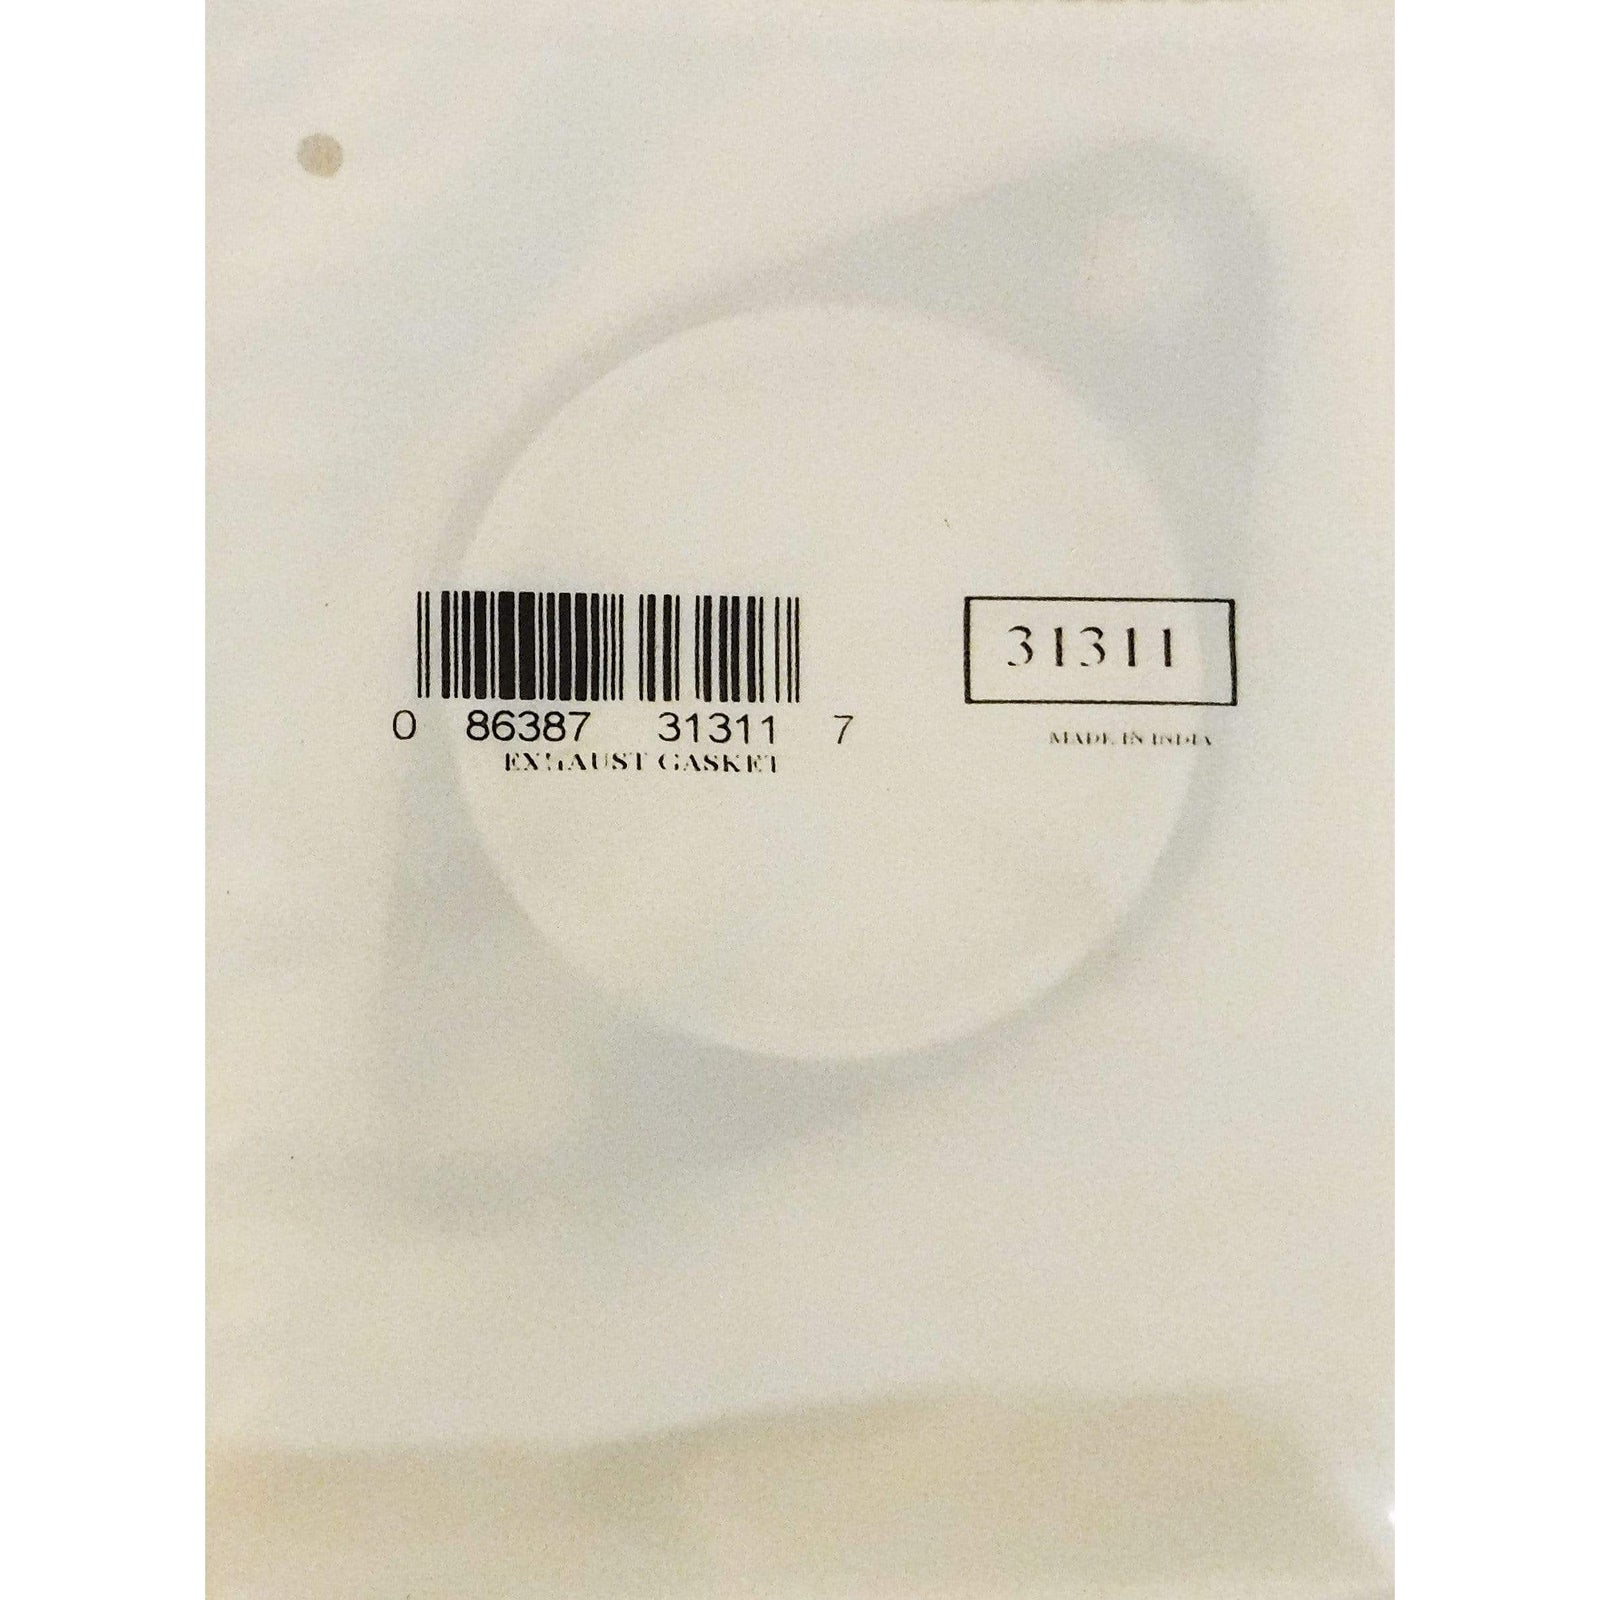 31311
0 86387 31311 7
MADE IN INDIA
EXHAUST GASKET